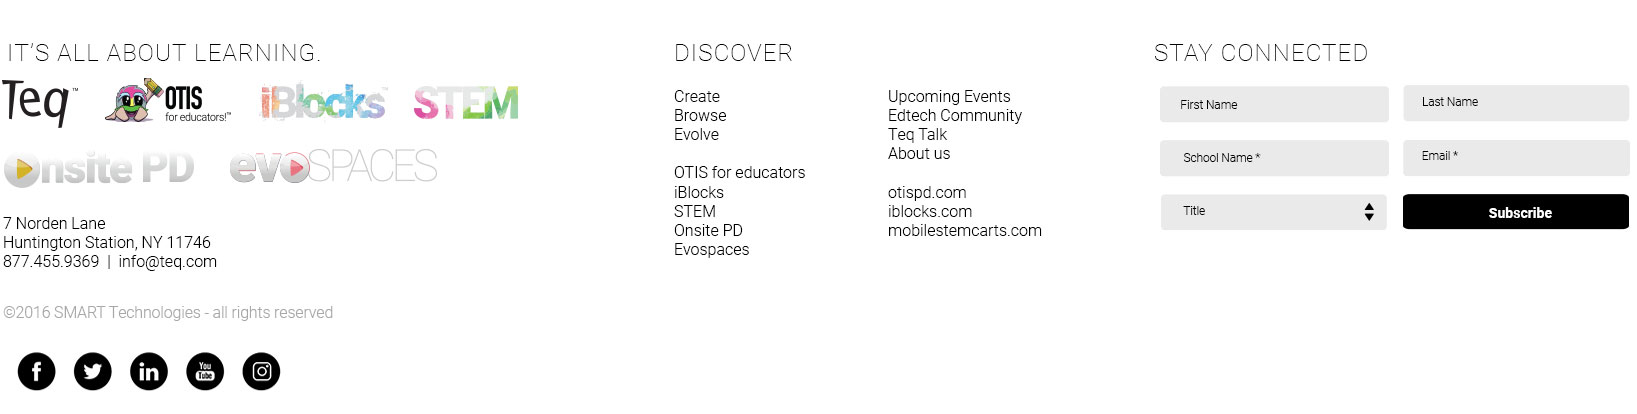 IT'S ALL ABOUT LEARNING.
Teq™
OTIS
for educators!™
iBlocks™
STEM
Onsite PD
evoSPACES
7 Norden Lane
Huntington Station, NY 11746
877.455.9369 | info@teq.com
©2016 SMART Technologies - all rights reserved
You
Tube
DISCOVER
Create
Browse
Evolve
OTIS for educators
iBlocks
STEM
Onsite PD
Evospaces
Upcoming Events
Edtech Community
Teq Talk
About us
otispd.com
iblocks.com
mobilestemcarts.com
STAY CONNECTED
First Name
Last Name
School Name *
Email *
Title
Subscribe